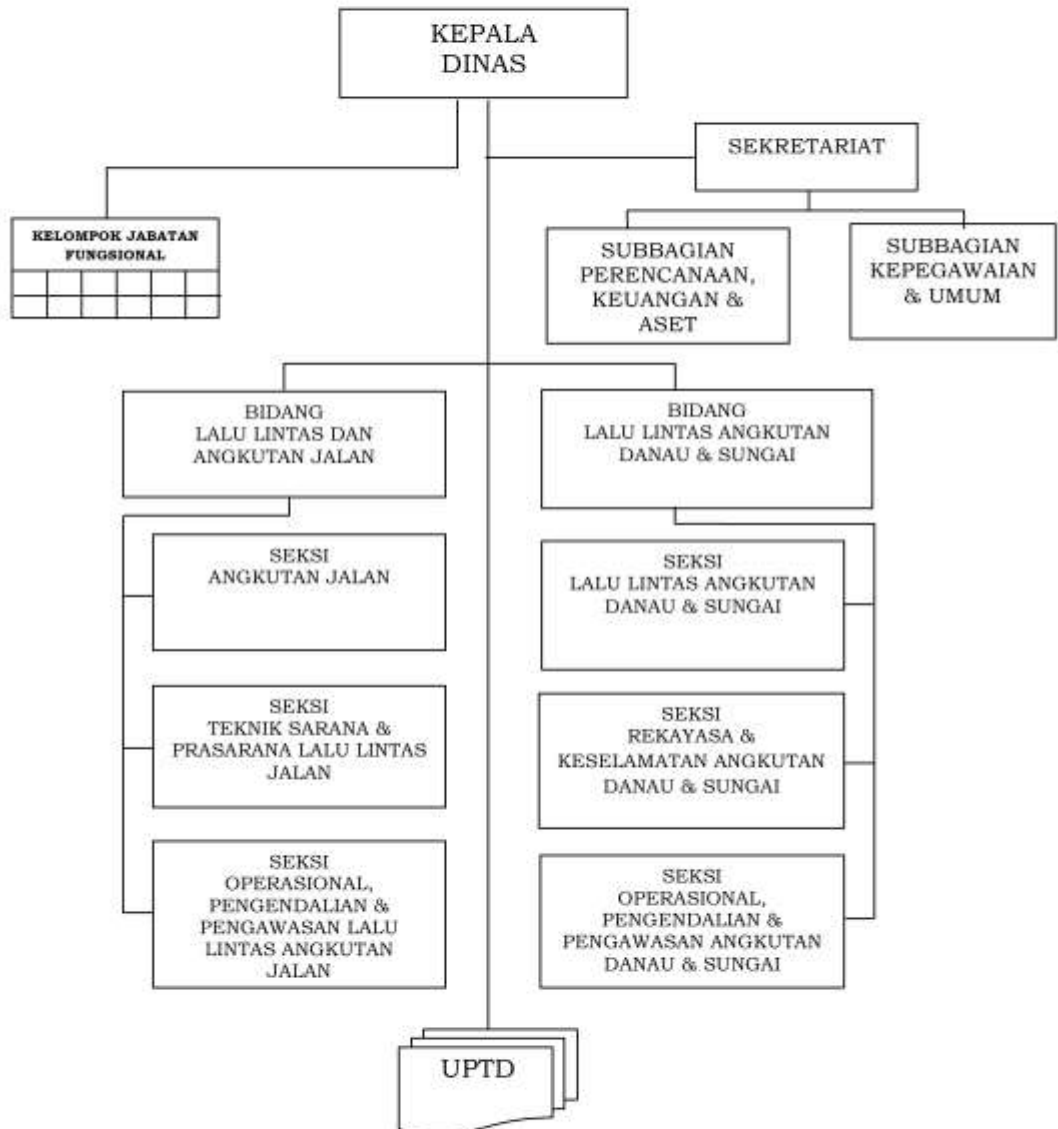 KEPALA
DINAS
SEKRETARIAT
KELOMPOK JABATAN
FUNGSIONAL
SUBBAGIAN
PERENCANAAN,
KEUANGAN &
ASET
SUBBAGIAN
KEPEGAWAIAN
& UMUM
BIDANG
LALU LINTAS DAN
ANGKUTAN JALAN
BIDANG
LALU LINTAS ANGKUTAN
DANAU & SUNGAI
SEKSI
ANGKUTAN JALAN
SEKSI
LALU LINTAS ANGKUTAN
DANAU & SUNGAI
SEKSI
TEKNIK SARANA &
PRASARANA LALU LINTAS
JALAN
SEKSI
REKAYASA &
KESELAMATAN ANGKUTAN
DANAU & SUNGAI
SEKSI
OPERASIONAL,
PENGENDALIAN &
PENGAWASAN LALU
LINTAS ANGKUTAN
JALAN
SEKSI
OPERASIONAL,
PENGENDALIAN &
PENGAWASAN ANGKUTAN
DANAU & SUNGAI
UPTD